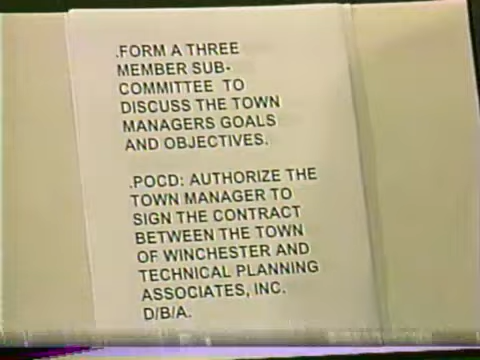 .FORM A THREE
MEMBER SUB-
COMMITTEE TO
DISCUSS THE TOWN
MANAGERS GOALS
AND OBJECTIVES.
.POCD: AUTHORIZE THE
TOWN MANAGER TO
SIGN THE CONTRACT
BETWEEN THE TOWN
OF WINCHESTER AND
TECHNICAL PLANNING
ASSOCIATES, INC.
D/B/A.